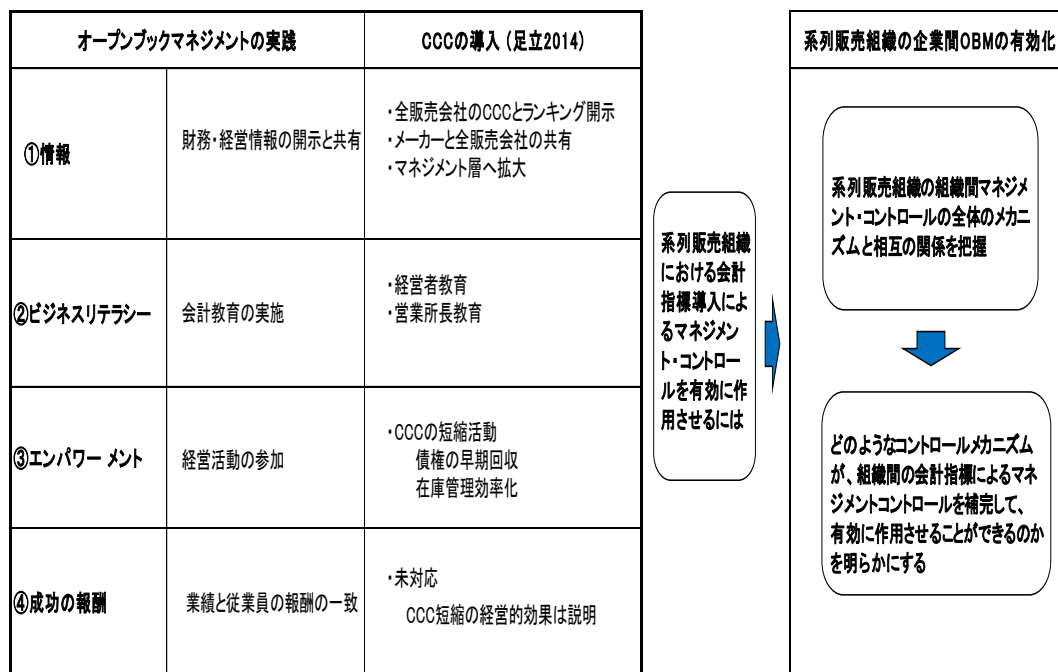 オープンブックマネジメントの実践
CCCの導入（足立2014）
①情報
財務・経営情報の開示と共有
・全販売会社のCCCとランキング開示
・メーカーと全販売会社の共有
・マネジメント層へ拡大
②ビジネスリテラシー
会計教育の実施
・経営者教育
・営業所長教育
③エンパワーメント
経営活動の参加
・CCCの短縮活動
債権の早期回収
在庫管理効率化
④成功の報酬
業績と従業員の報酬の一致
・未対応
CCC短縮の経営的効果は説明
系列販売組織
における会計
指標導入によ
るマネジメン
ト・コントロー
ルを有効に作
用させるには
系列販売組織の企業間OBMの有効化
系列販売組織の組織間マネジメ
ント・コントロールの全体のメカニ
ズムと相互の関係を把握
どのようなコントロールメカニズム
が、組織間の会計指標によるマネ
ジメントコントロールを補完して、
有効に作用させることができるのか
を明らかにする